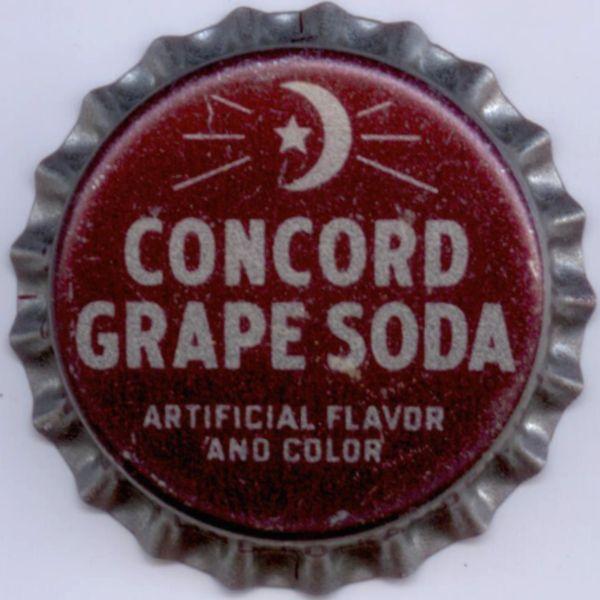 CONCORD
GRAPE SODA
ARTIFICIAL FLAVOR
AND COLOR